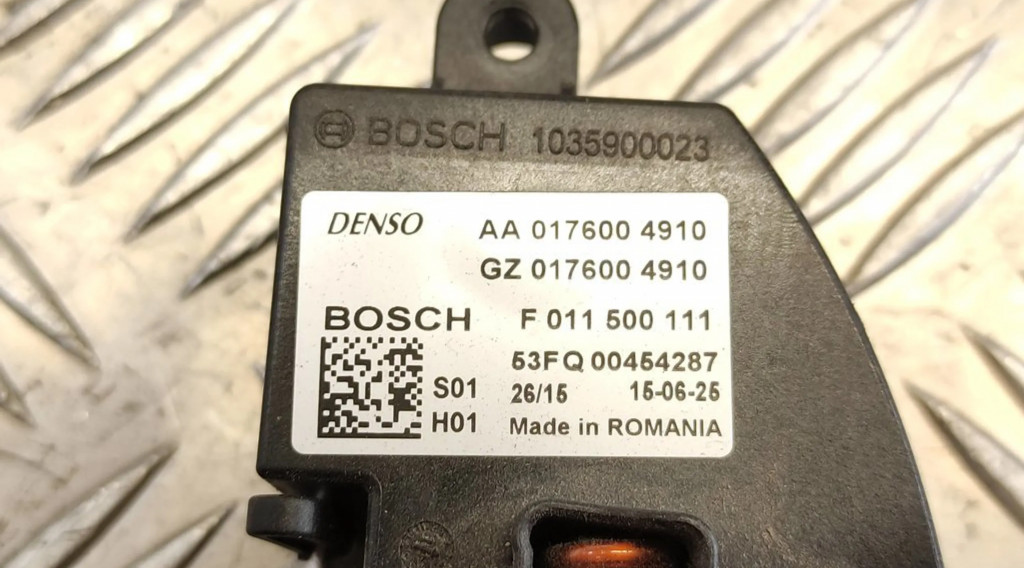 BOSCH 1035900023
DENSO AA 017600 4910
GZ 017600 4910
BOSCH F 011 500 111
53FQ 00454287
S01 26/15 15-06-25
H01 Made in ROMANIA